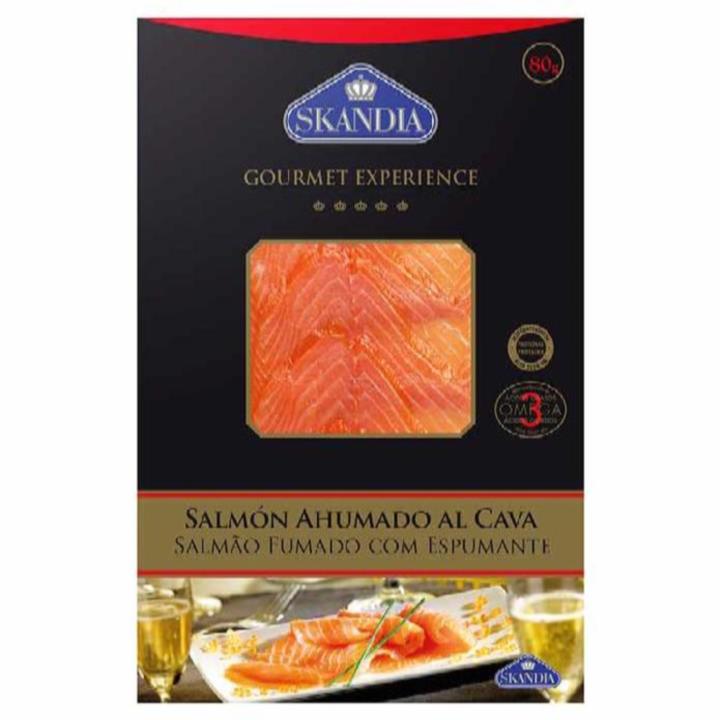 80g
SKANDIA
GOURMET EXPERIENCE
OMEGA
3
SALMÓN AHUMADO AL CAVA
SALMÃO FUMADO COM ESPUMANTE
SKANDIA